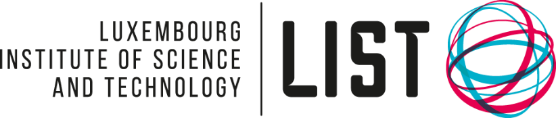 LUXEMBOURG
INSTITUTE OF SCIENCE
AND TECHNOLOGY
LIST